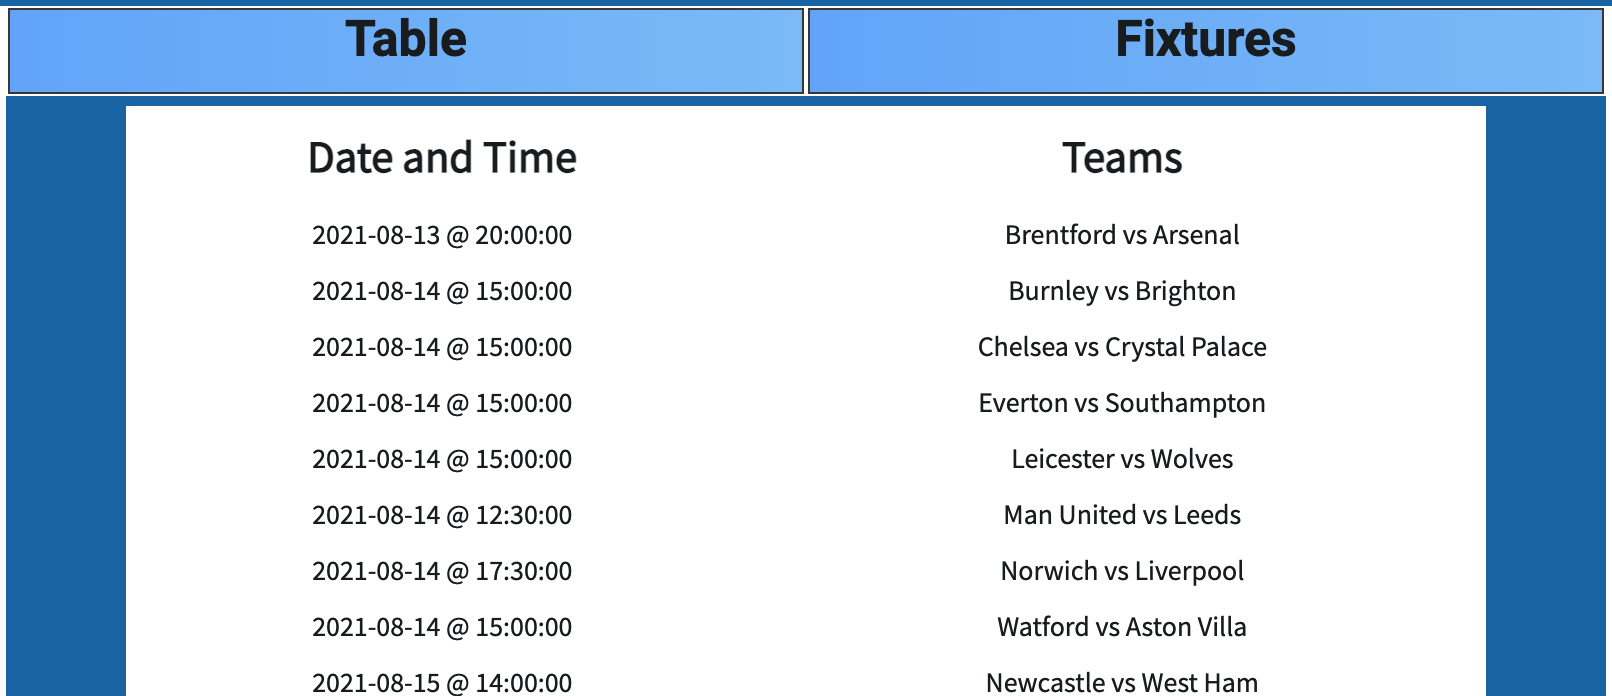 Table Fixtures
Date and Time Teams
2021-08-13 @ 20:00:00 Brentford vs Arsenal
2021-08-14 @ 15:00:00 Burnley vs Brighton
2021-08-14 @ 15:00:00 Chelsea vs Crystal Palace
2021-08-14 @ 15:00:00 Everton vs Southampton
2021-08-14 @ 15:00:00 Leicester vs Wolves
2021-08-14 @ 12:30:00 Man United vs Leeds
2021-08-14 @ 17:30:00 Norwich vs Liverpool
2021-08-14 @ 15:00:00 Watford vs Aston Villa
2021-08-15 @ 14:00:00 Newcastle vs West Ham